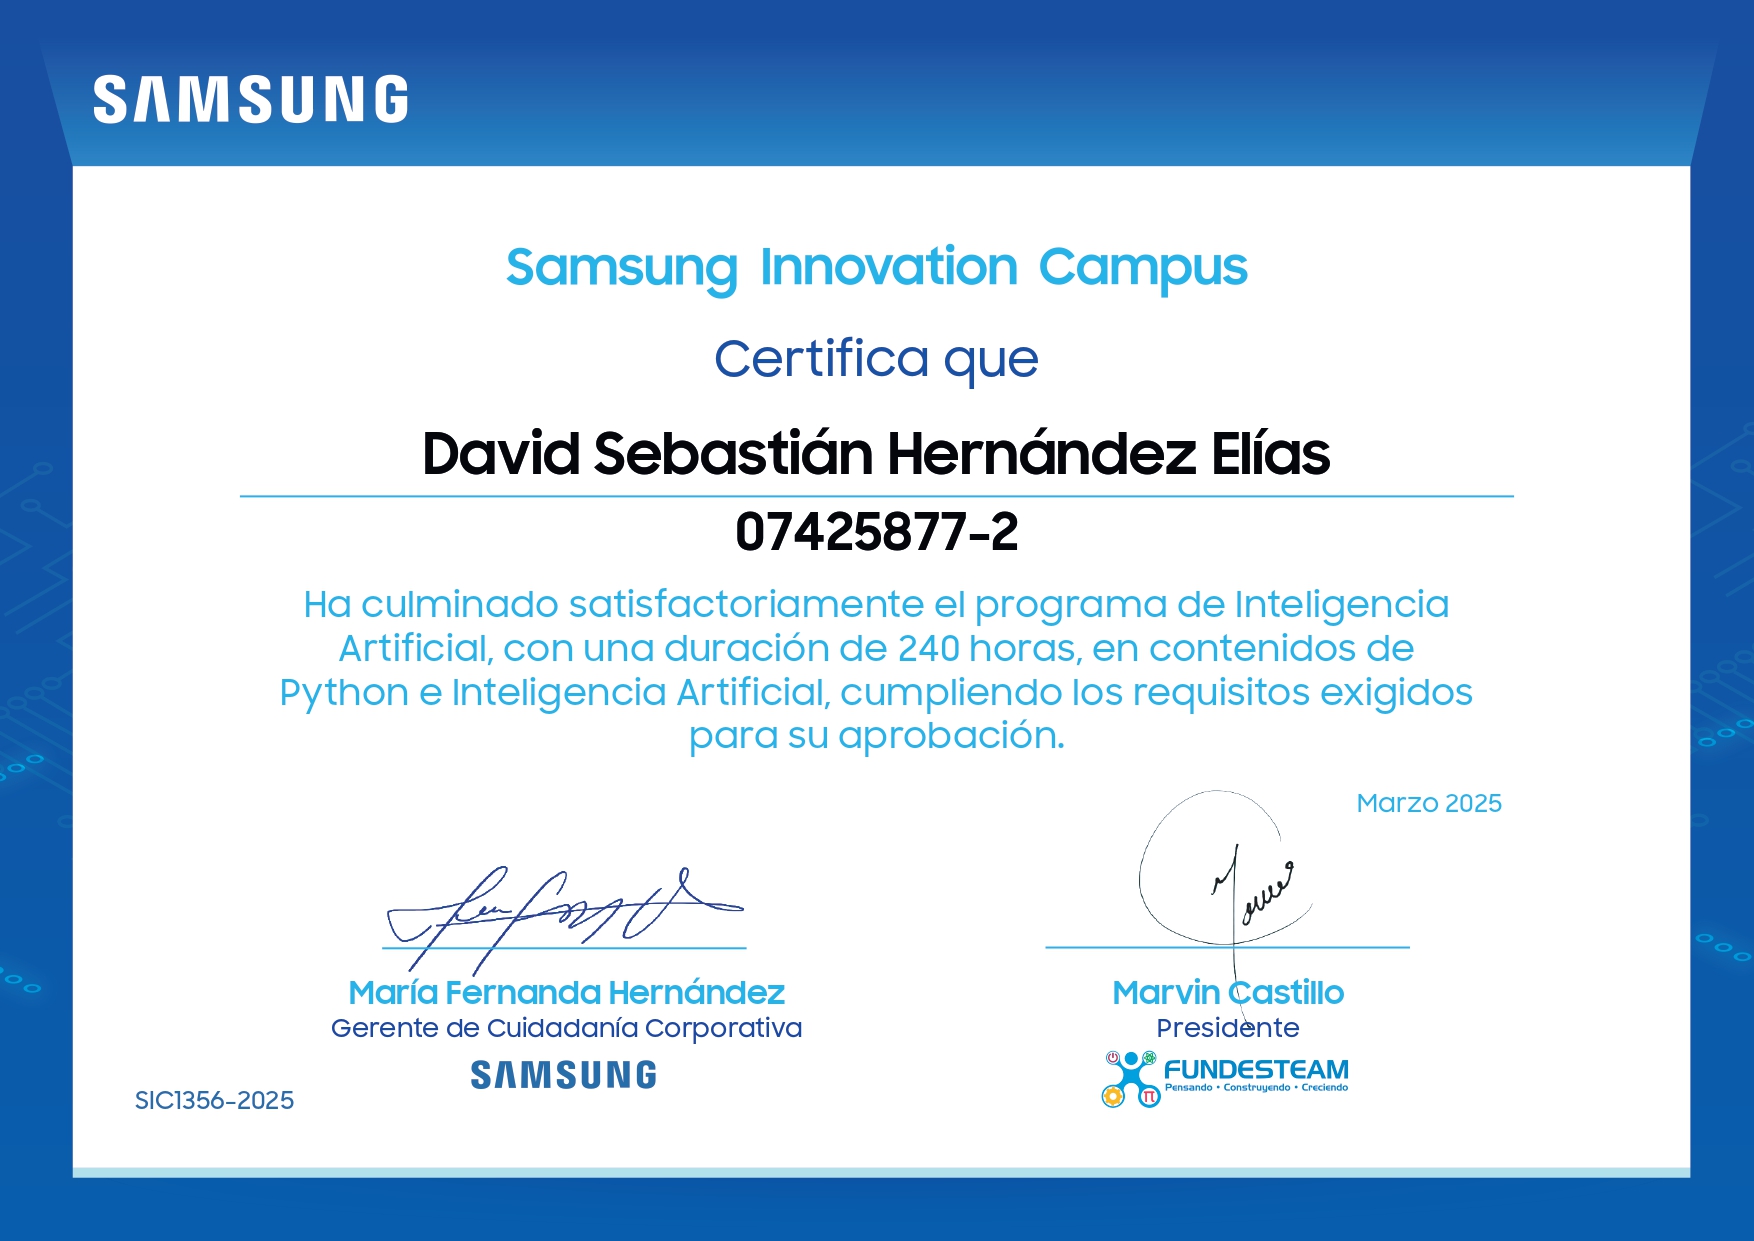 SAMSUNG
Samsung Innovation Campus
Certifica que
David Sebastián Hernández Elías
07425877-2
Ha culminado satisfactoriamente el programa de Inteligencia
Artificial, con una duración de 240 horas, en contenidos de
Python e Inteligencia Artificial, cumpliendo los requisitos exigidos
para su aprobación.
Marzo 2025
María Fernanda Hernández
Gerente de Cuidadanía Corporativa
SAMSUNG
Marvin Castillo
Presidente
FUNDESTEAM
Pensando • Construyendo • Creciendo
π
SIC1356-2025